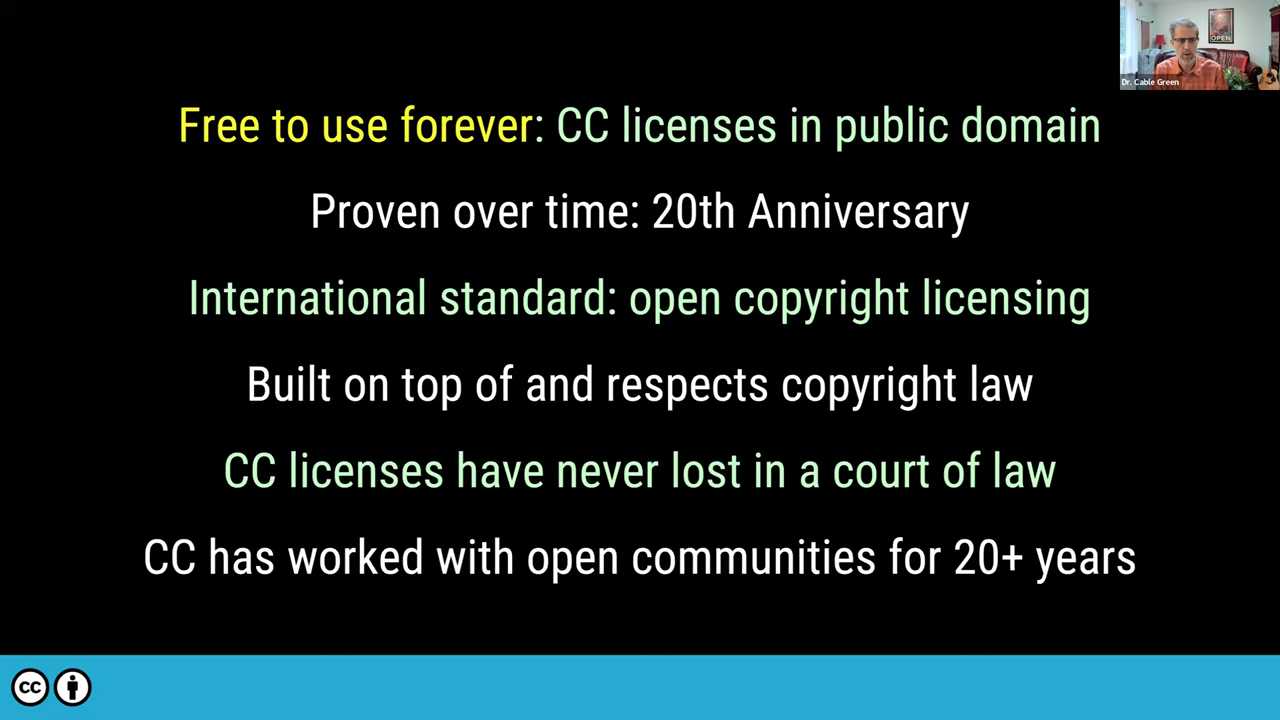 OPEN
Dr. Cable Green
Free to use forever: CC licenses in public domain
Proven over time: 20th Anniversary
International standard: open copyright licensing
Built on top of and respects copyright law
CC licenses have never lost in a court of law
CC has worked with open communities for 20+ years
CC